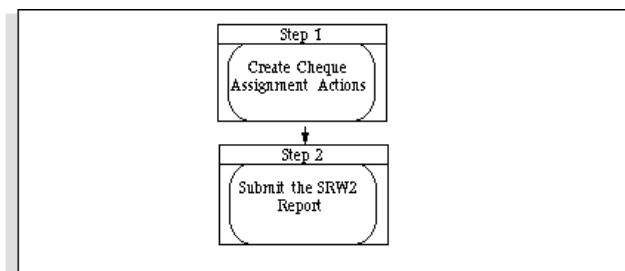 Step 1
Create Cheque
Assignment Actions
Step 2
Submit the SRW2
Report